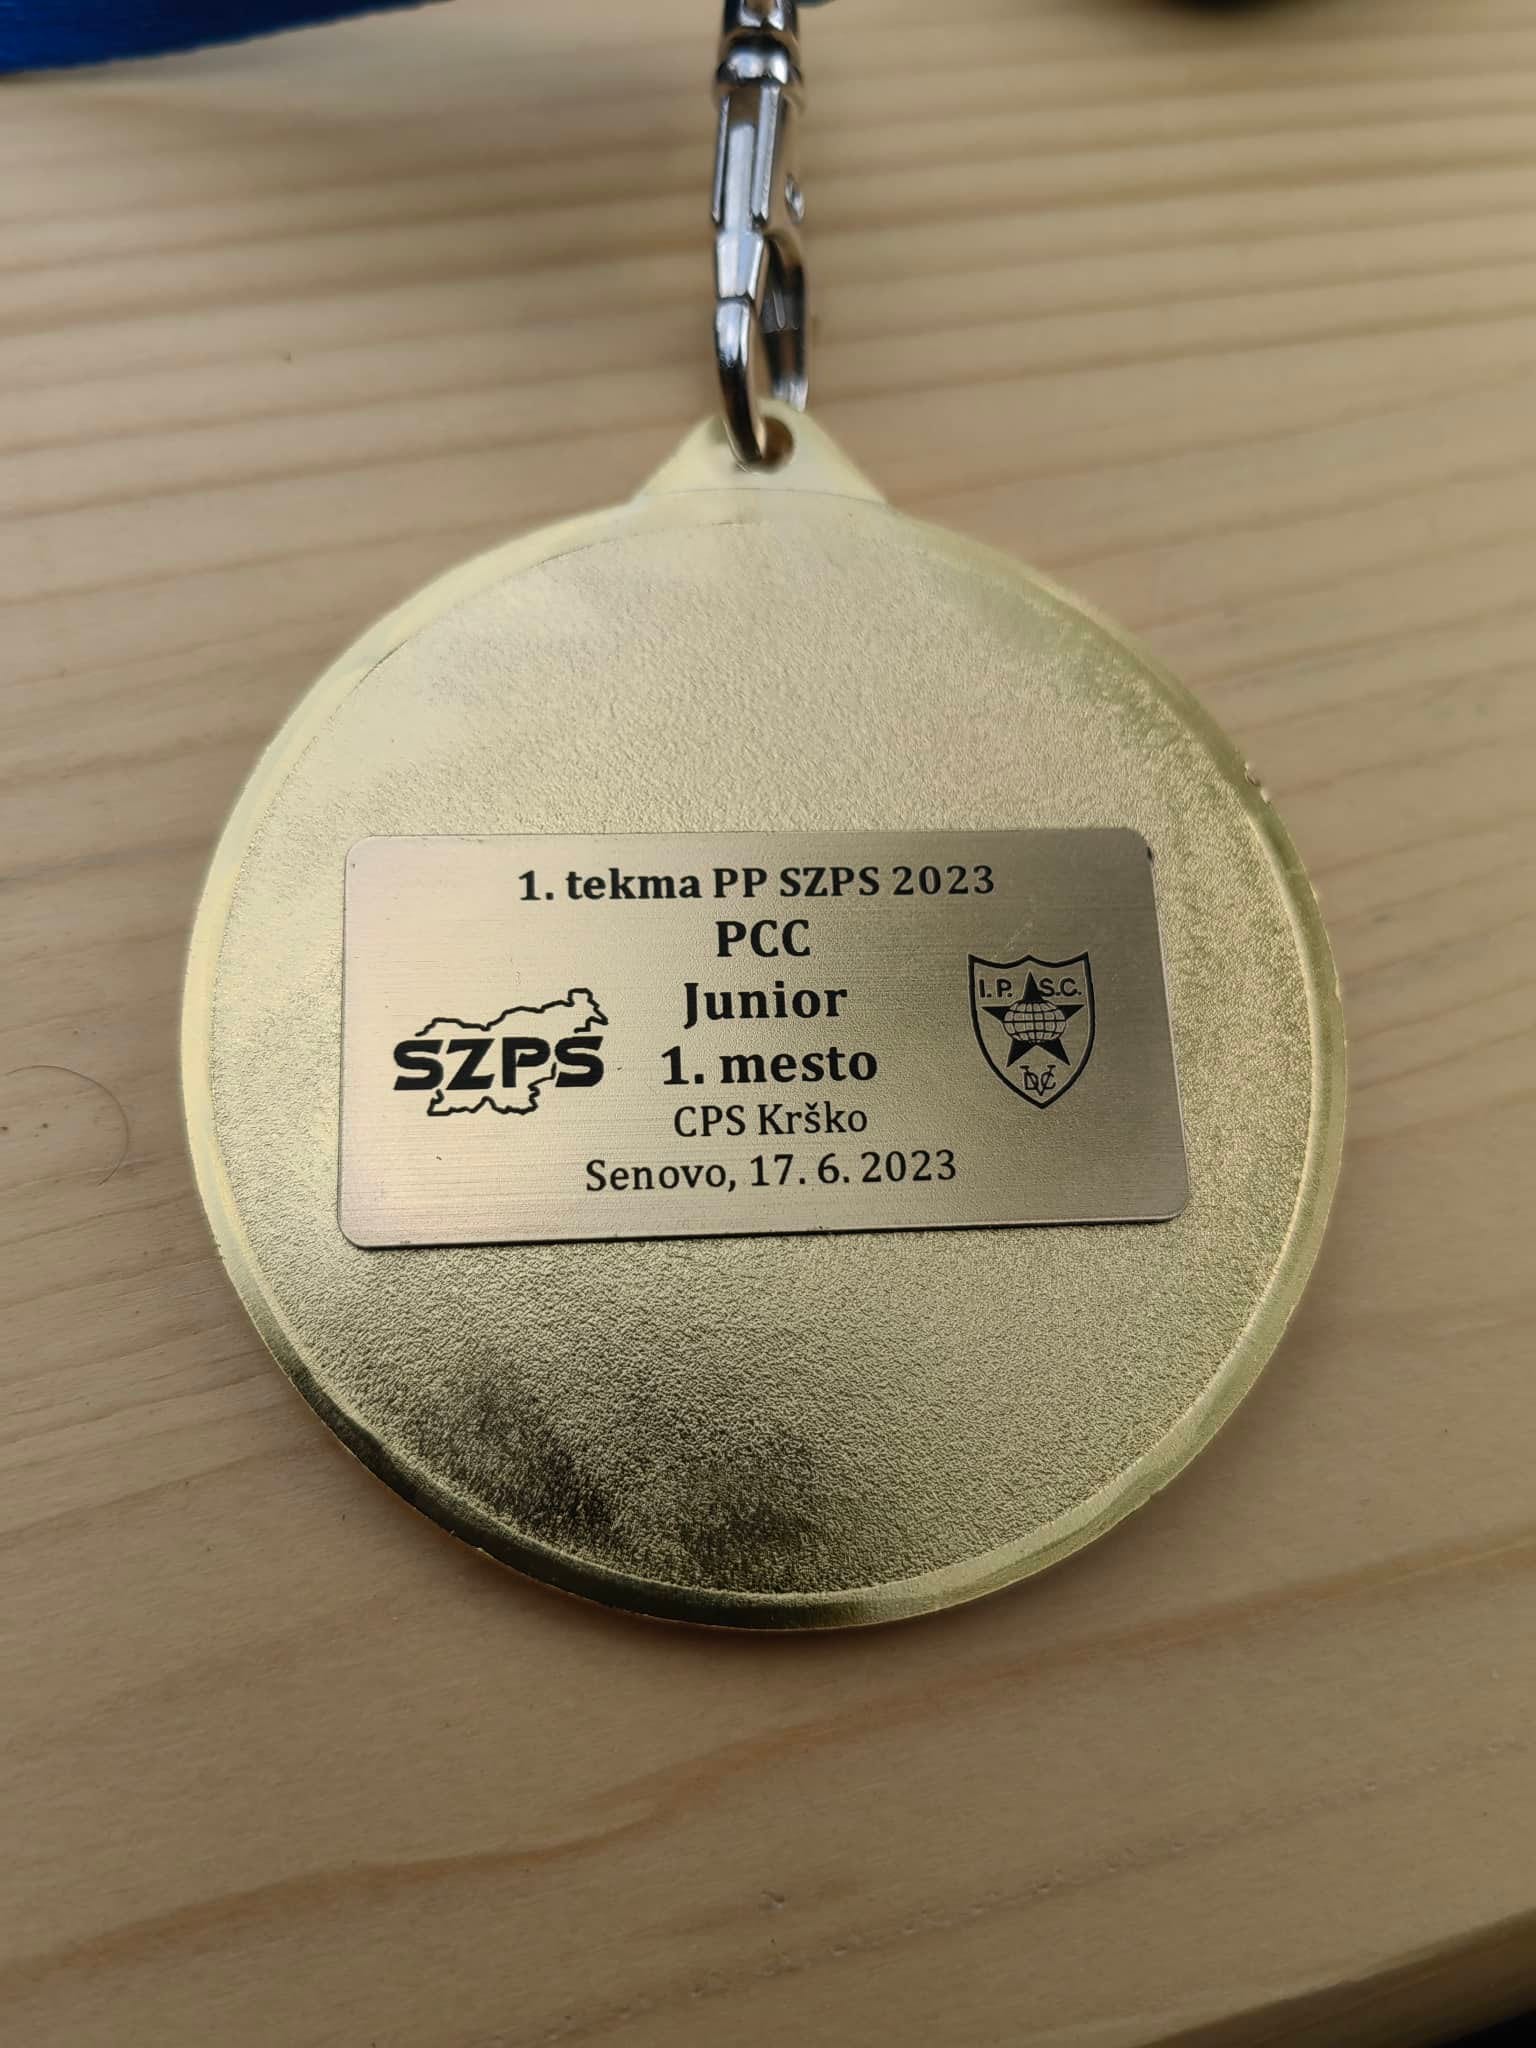 1. tekma PP SZPS 2023
PCC
Junior
1. mesto
CPS Krško
Senovo, 17. 6. 2023
SZPS
I.P.S.C.
DVC